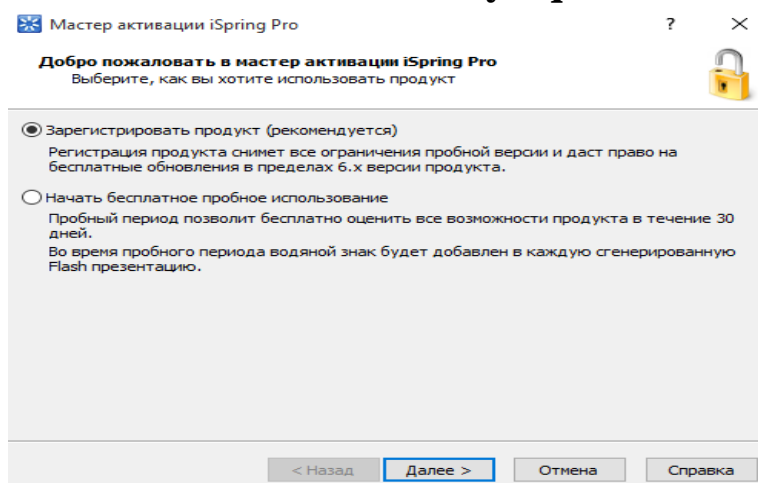 Мастер активации iSpring Pro
Добро пожаловать в мастер активации iSpring Pro
Выберите, как вы хотите использовать продукт
Зарегистрировать продукт (рекомендуется)
Регистрация продукта снимет все ограничения пробной версии и даст право на
бесплатные обновления в пределах 6.x версии продукта.
Начать бесплатное пробное использование
Пробный период позволит бесплатно оценить все возможности продукта в течение 30
дней.
Во время пробного периода водяной знак будет добавлен в каждую сгенерированную
Flash презентацию.
< Назад Далее > Отмена Справка